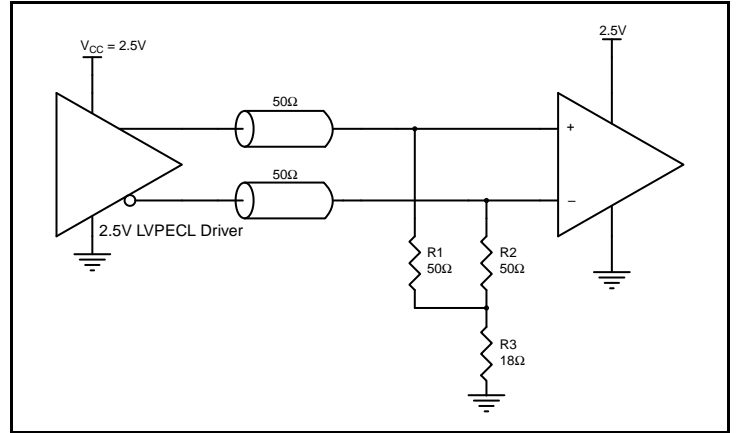 V_CC = 2.5V
2.5V
50Ω
+
50Ω
−
2.5V LVPECL Driver
R1
50Ω
R2
50Ω
R3
18Ω